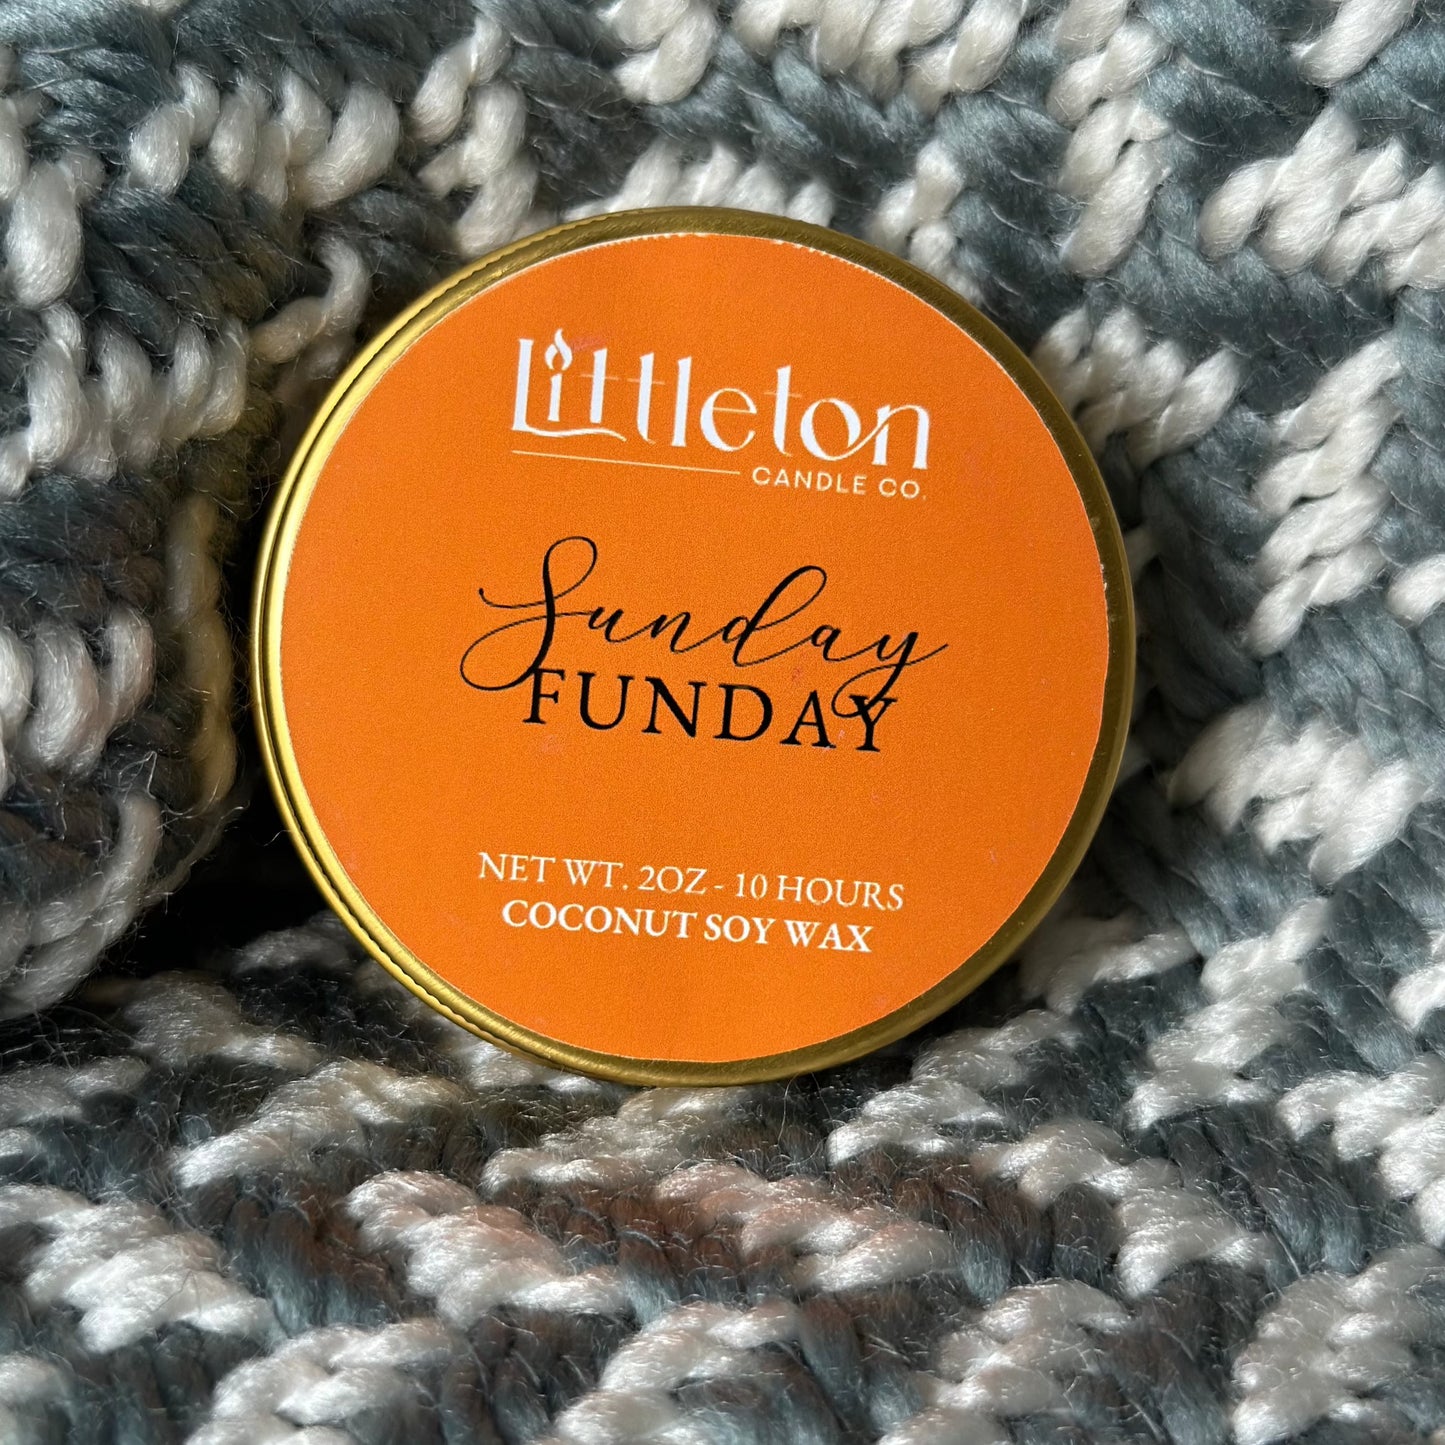 Littleton
CANDLE CO.
Sunday
FUNDAY
NET WT. 2OZ - 10 HOURS
COCONUT SOY WAX